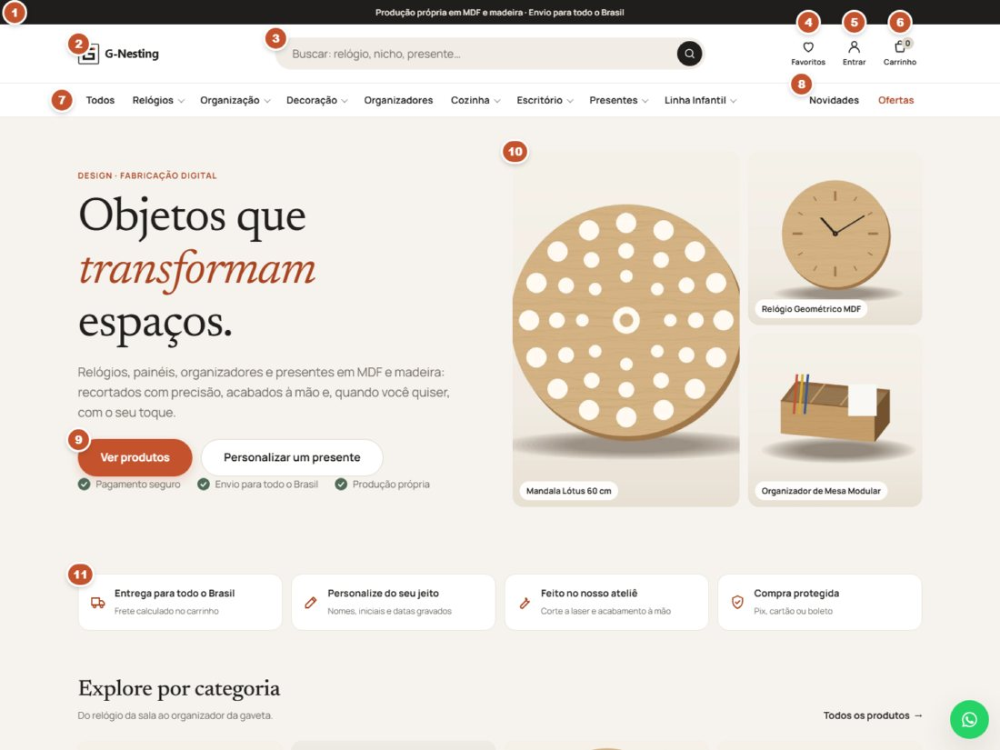 1
Produção própria em MDF e madeira · Envio para todo o Brasil
2
G-Nesting
3
Buscar: relógio, nicho, presente...
4
Favoritos
5
Entrar
6
0
Carrinho
7
Todos
Relógios
Organização
Decoração
Organizadores
Cozinha
Escritório
Presentes
Linha Infantil
8
Novidades
Ofertas
DESIGN · FABRICAÇÃO DIGITAL
Objetos que
transformam
espaços.
Relógios, painéis, organizadores e presentes em MDF e madeira:
recortados com precisão, acabados à mão e, quando você quiser,
com o seu toque.
9
Ver produtos
Personalizar um presente
Pagamento seguro
Envio para todo o Brasil
Produção própria
10
Mandala Lótus 60 cm
Relógio Geométrico MDF
Organizador de Mesa Modular
11
Entrega para todo o Brasil
Frete calculado no carrinho
Personalize do seu jeito
Nomes, iniciais e datas gravados
Feito no nosso ateliê
Corte a laser e acabamento à mão
Compra protegida
Pix, cartão ou boleto
Explore por categoria
Do relógio da sala ao organizador da gaveta.
Todos os produtos →